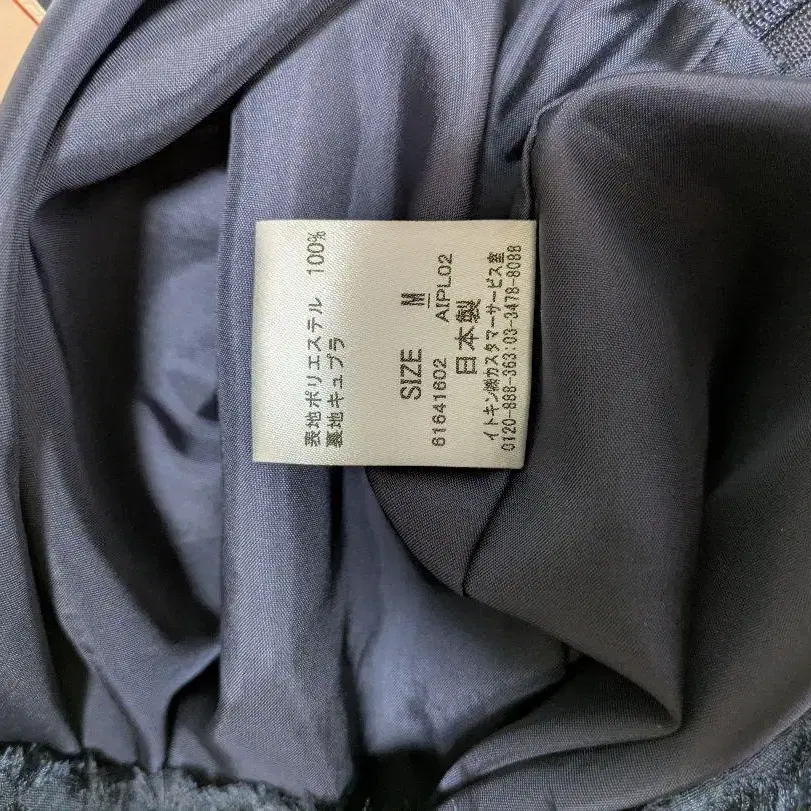 表地ポリエステル 100%
裏地キュプラ
SIZE M
61641602 AIPL02
日本製
イトキン㈱カスタマーサービス室
0120-888-363:03-3478-8088